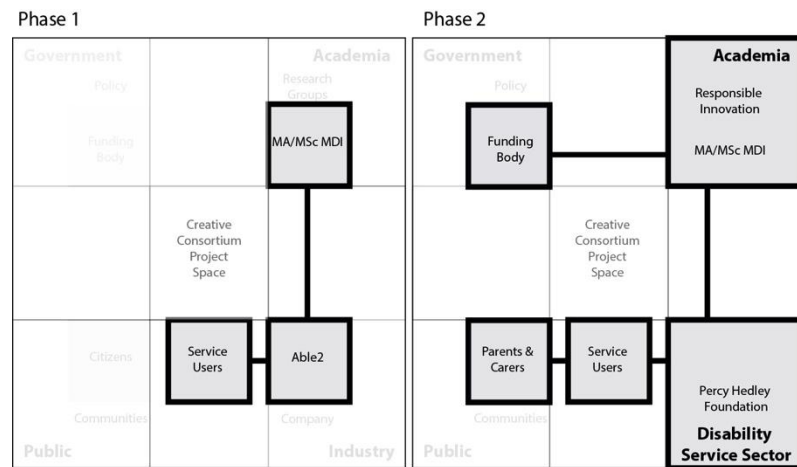 Phase 1
Government
Academia
Policy
Research
Groups
Funding
Body
MA/MSc MDI
Creative
Consortium
Project
Space
Citizens
Service
Users
Able2
Communities
Company
Public
Industry
Phase 2
Government
Academia
Policy
Responsible
Innovation
Funding
Body
MA/MSc MDI
Creative
Consortium
Project
Space
Parents &
Carers
Service
Users
Percy Hedley
Foundation
Communities
Disability
Service Sector
Public